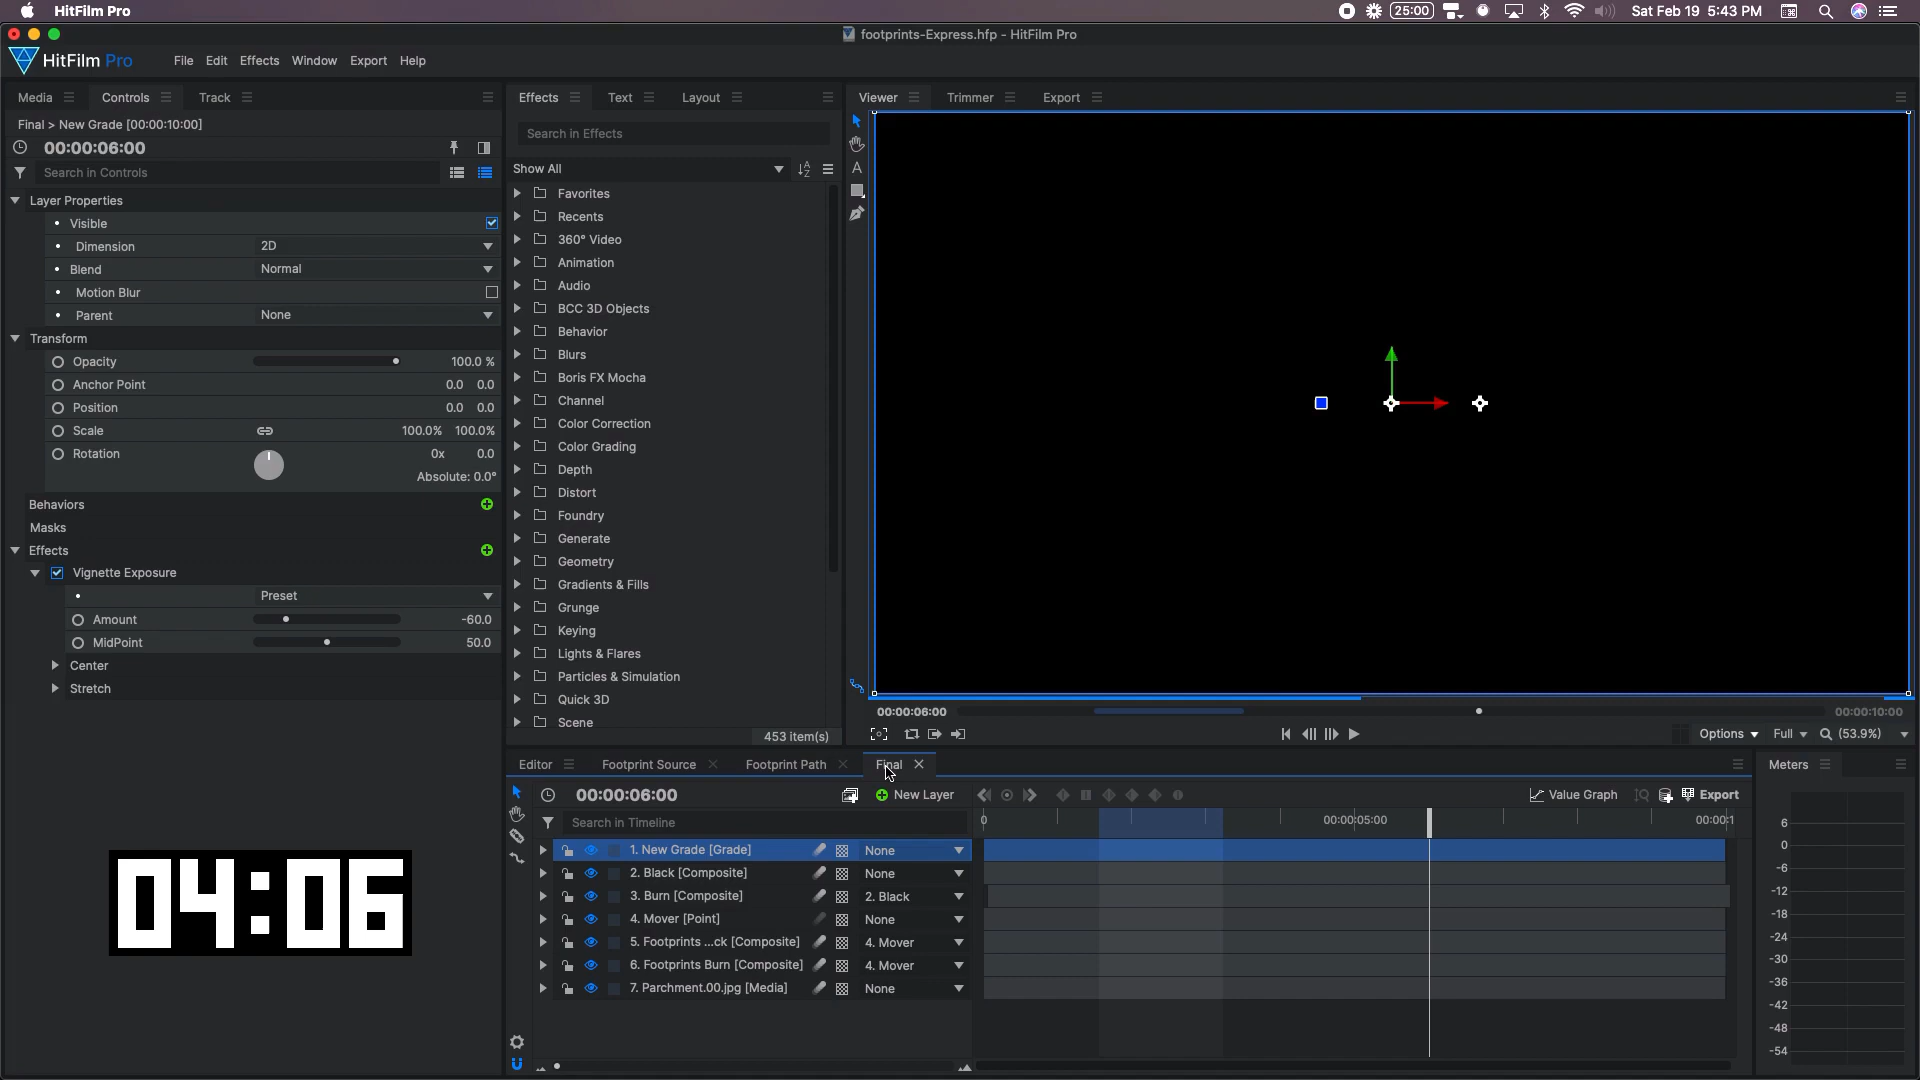 HitFilm Pro
25:00
Sat Feb 19 5:43 PM
footprints-Express.hfp - HitFilm Pro
HitFilm Pro
File Edit Effects Window Export Help
Media Controls Track
Final > New Grade [00:00:10:00]
00:00:06:00
Search in Controls
Layer Properties
Visible
Dimension 2D
Blend Normal
Motion Blur
Parent None
Transform
Opacity 100.0 %
Anchor Point 0.0 0.0
Position 0.0 0.0
Scale 100.0% 100.0%
Rotation 0x 0.0
Absolute: 0.0°
Behaviors
Masks
Effects
Vignette Exposure
Preset
Amount -60.0
MidPoint 50.0
Center
Stretch
04:06
Effects Text Layout
Search in Effects
Show All
Favorites
Recents
360° Video
Animation
Audio
BCC 3D Objects
Behavior
Blurs
Boris FX Mocha
Channel
Color Correction
Color Grading
Depth
Distort
Foundry
Generate
Geometry
Gradients & Fills
Grunge
Keying
Lights & Flares
Particles & Simulation
Quick 3D
Scene
453 item(s)
Viewer Trimmer Export
00:00:06:00 00:00:10:00
Options Full (53.9%)
Editor Footprint Source Footprint Path Final
00:00:06:00 New Layer Value Graph Export
Search in Timeline
0 00:00:05:00 00:00:1
1. New Grade [Grade] None
2. Black [Composite] None
3. Burn [Composite] 2. Black
4. Mover [Point] None
5. Footprints ...ck [Composite] 4. Mover
6. Footprints Burn [Composite] 4. Mover
7. Parchment.00.jpg [Media] None
Meters
6
0
-6
-12
-18
-24
-30
-36
-42
-48
-54